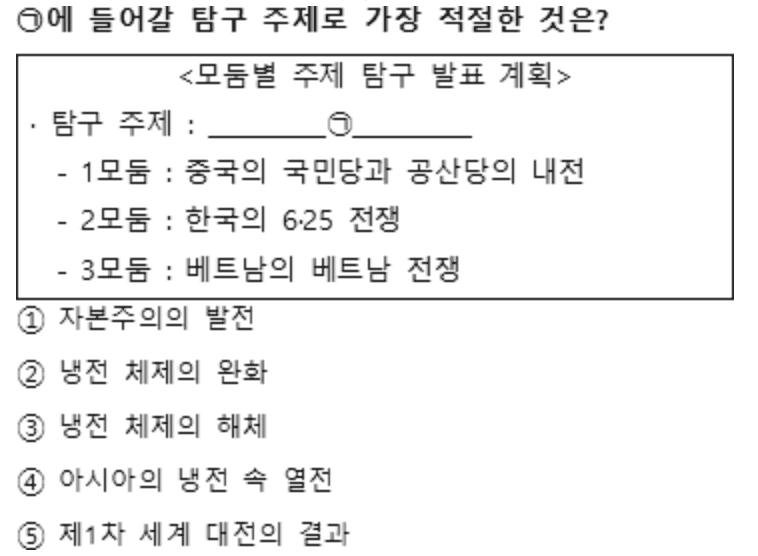 ㉠에 들어갈 탐구 주제로 가장 적절한 것은?
<모둠별 주제 탐구 발표 계획>
· 탐구 주제 : ________㉠________
- 1모둠 : 중국의 국민당과 공산당의 내전
- 2모둠 : 한국의 6·25 전쟁
- 3모둠 : 베트남의 베트남 전쟁
① 자본주의의 발전
② 냉전 체제의 완화
③ 냉전 체제의 해체
④ 아시아의 냉전 속 열전
⑤ 제1차 세계 대전의 결과